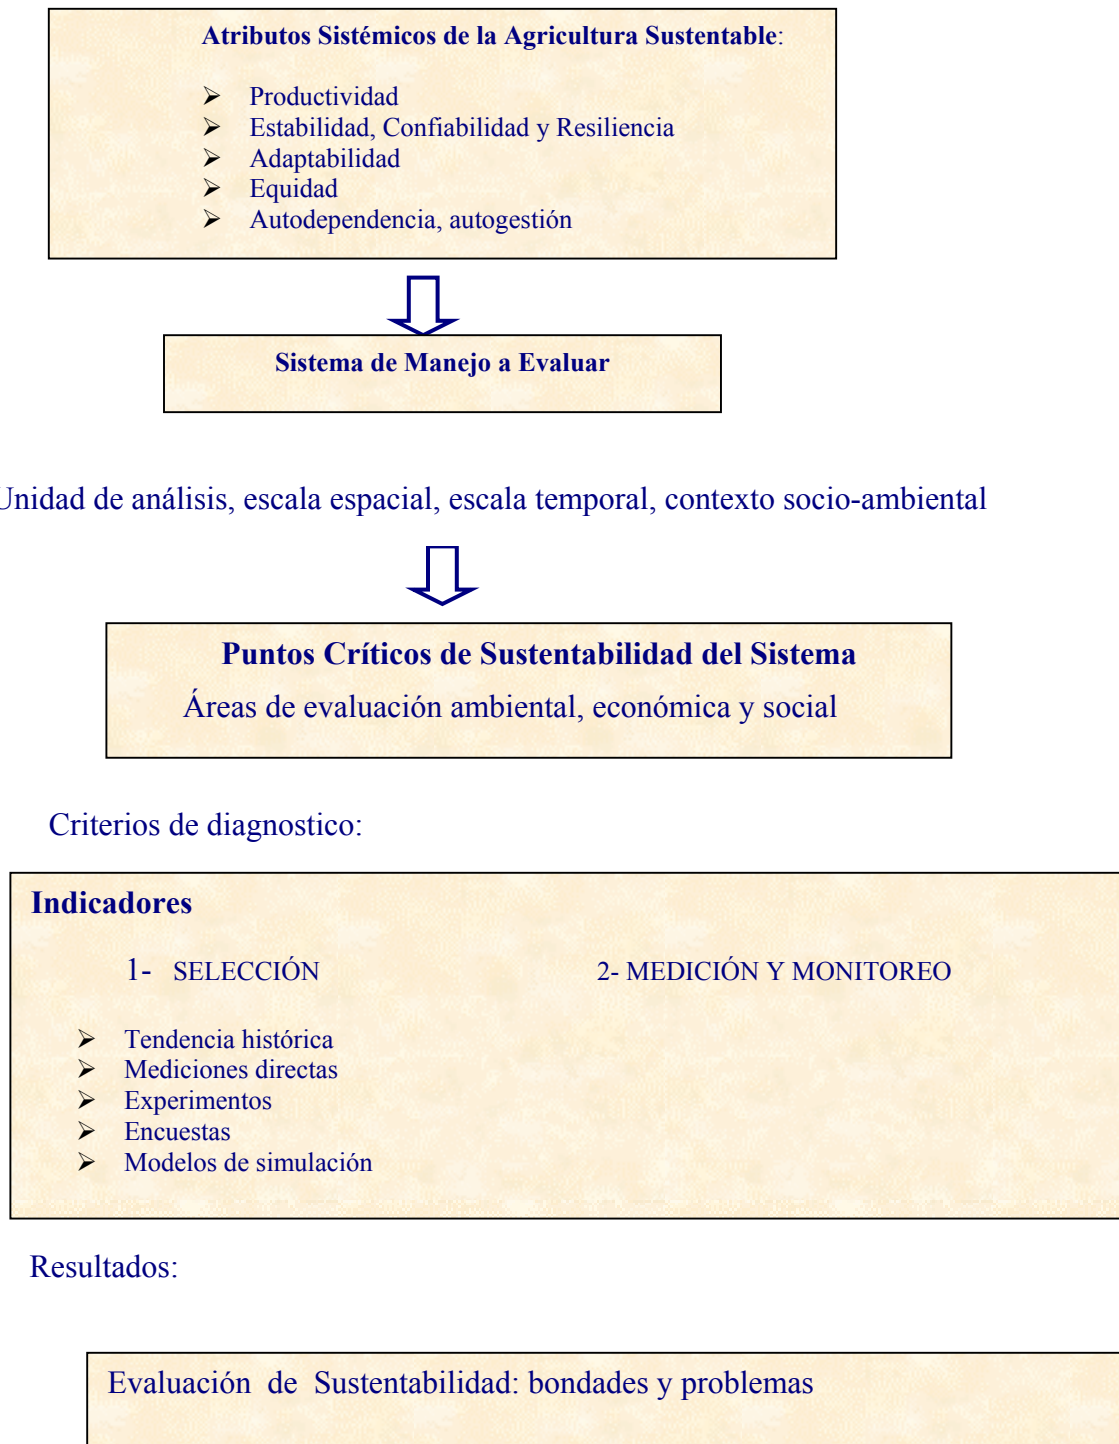 Atributos Sistémicos de la Agricultura Sustentable:
➢ Productividad
➢ Estabilidad, Confiabilidad y Resiliencia
➢ Adaptabilidad
➢ Equidad
➢ Autodependencia, autogestión
Sistema de Manejo a Evaluar
Unidad de análisis, escala espacial, escala temporal, contexto socio-ambiental
Puntos Críticos de Sustentabilidad del Sistema
Áreas de evaluación ambiental, económica y social
Criterios de diagnostico:
Indicadores
1- SELECCIÓN 2- MEDICIÓN Y MONITOREO
➢ Tendencia histórica
➢ Mediciones directas
➢ Experimentos
➢ Encuestas
➢ Modelos de simulación
Resultados:
Evaluación de Sustentabilidad: bondades y problemas